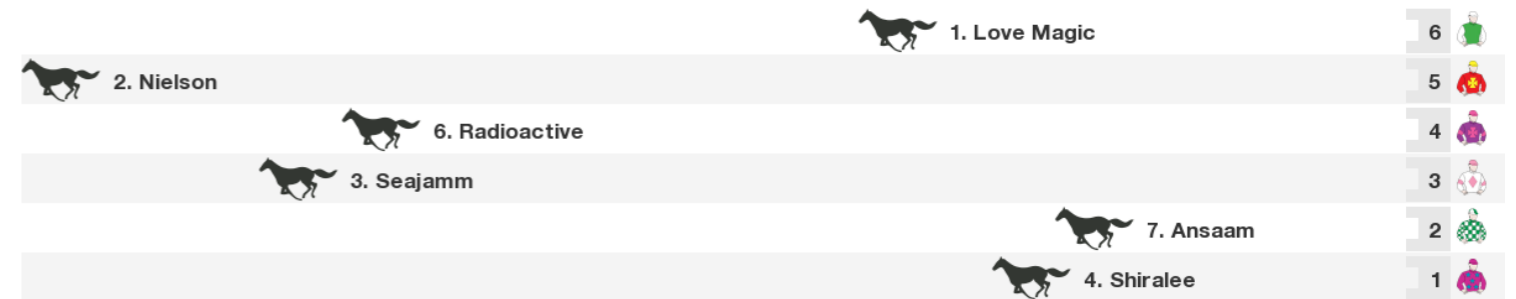 1. Love Magic 6
2. Nielson 5
6. Radioactive 4
3. Seajamm 3
7. Ansaam 2
4. Shiralee 1